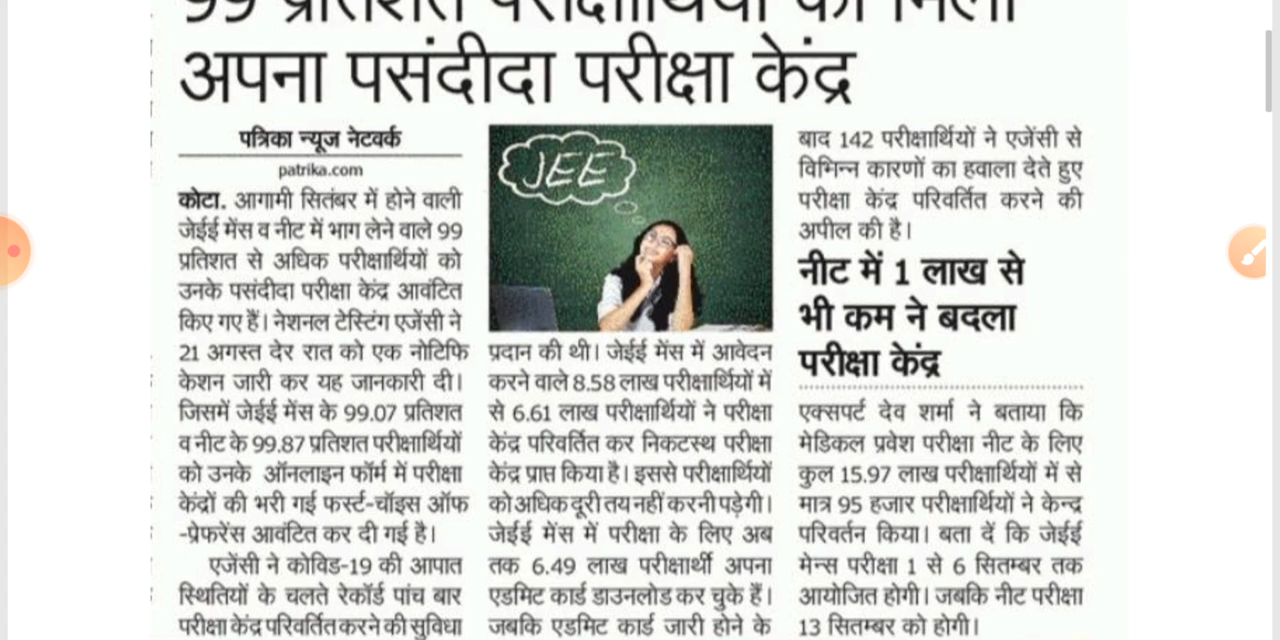 99 प्रतिशत परीक्षार्थियों को मिला
अपना पसंदीदा परीक्षा केंद्र
पत्रिका न्यूज नेटवर्क
patrika.com
कोटा. आगामी सितंबर में होने वाली
जेईई मेंस व नीट में भाग लेने वाले 99
प्रतिशत से अधिक परीक्षार्थियों को
उनके पसंदीदा परीक्षा केंद्र आवंटित
किए गए हैं। नेशनल टेस्टिंग एजेंसी ने
21 अगस्त देर रात को एक नोटिफि
केशन जारी कर यह जानकारी दी।
जिसमें जेईई मेंस के 99.07 प्रतिशत
व नीट के 99.87 प्रतिशत परीक्षार्थियों
को उनके ऑनलाइन फॉर्म में परीक्षा
केंद्रों की भरी गई फर्स्ट-चॉइस ऑफ
-प्रेफरेंस आवंटित कर दी गई है।
एजेंसी ने कोविड-19 की आपात
स्थितियों के चलते रेकॉर्ड पांच बार
परीक्षा केंद्र परिवर्तित करने की सुविधा
JEE
प्रदान की थी। जेईई मेंस में आवेदन
करने वाले 8.58 लाख परीक्षार्थियों में
से 6.61 लाख परीक्षार्थियों ने परीक्षा
केंद्र परिवर्तित कर निकटस्थ परीक्षा
केंद्र प्राप्त किया है। इससे परीक्षार्थियों
को अधिक दूरी तय नहीं करनी पड़ेगी।
जेईई मेंस में परीक्षा के लिए अब
तक 6.49 लाख परीक्षार्थी अपना
एडमिट कार्ड डाउनलोड कर चुके हैं।
जबकि एडमिट कार्ड जारी होने के
बाद 142 परीक्षार्थियों ने एजेंसी से
विभिन्न कारणों का हवाला देते हुए
परीक्षा केंद्र परिवर्तित करने की
अपील की है।
नीट में 1 लाख से
भी कम ने बदला
परीक्षा केंद्र
एक्सपर्ट देव शर्मा ने बताया कि
मेडिकल प्रवेश परीक्षा नीट के लिए
कुल 15.97 लाख परीक्षार्थियों में से
मात्र 95 हजार परीक्षार्थियों ने केन्द्र
परिवर्तन किया। बता दें कि जेईई
मेन्स परीक्षा 1 से 6 सितम्बर तक
आयोजित होगी। जबकि नीट परीक्षा
13 सितम्बर को होगी।